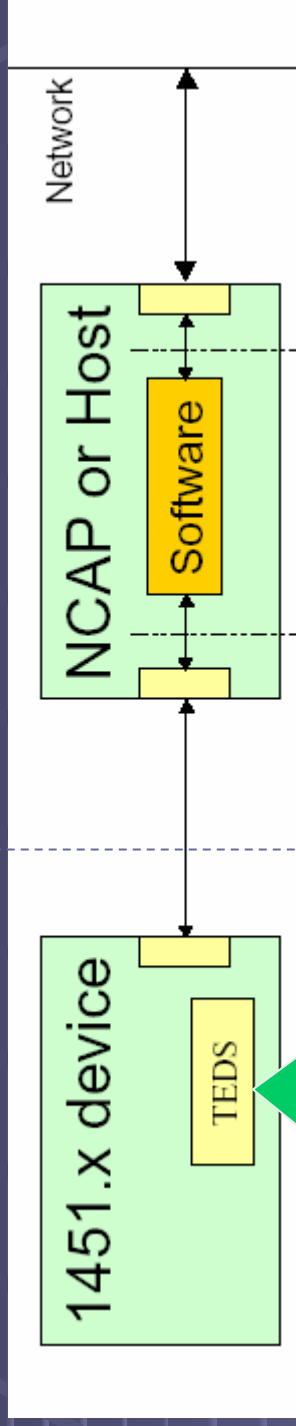 1451.x device
TEDS
NCAP or Host
Software
Network